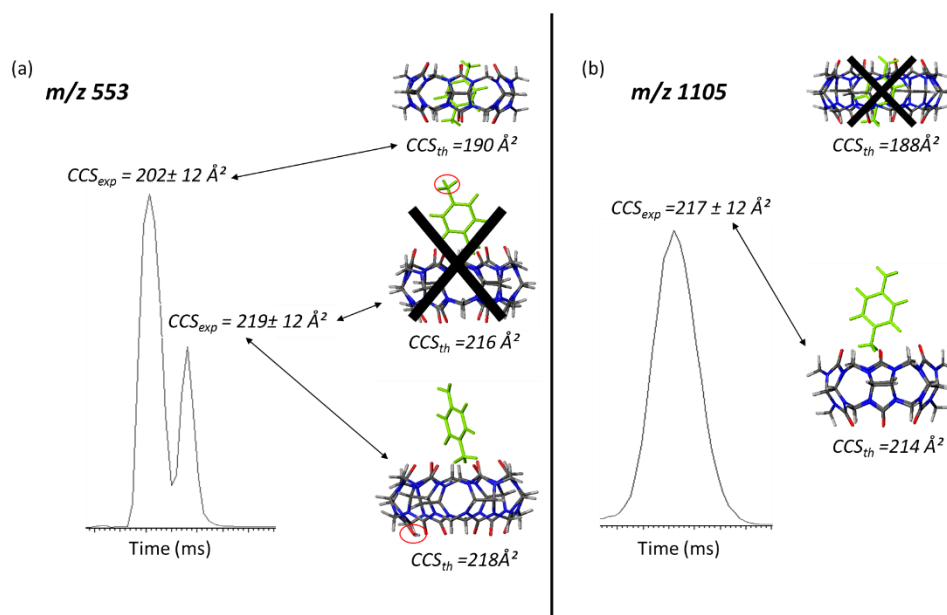 (a)
m/z 553
CCSth =190 Å²
CCSexp = 202± 12 Å²
CCSexp = 219± 12 Å²
CCSth =216 Å²
CCSth =218Å²
Time (ms)
(b)
m/z 1105
CCSth =188Å²
CCSexp =217 ± 12 Å²
CCSth =214 Å²
Time (ms)